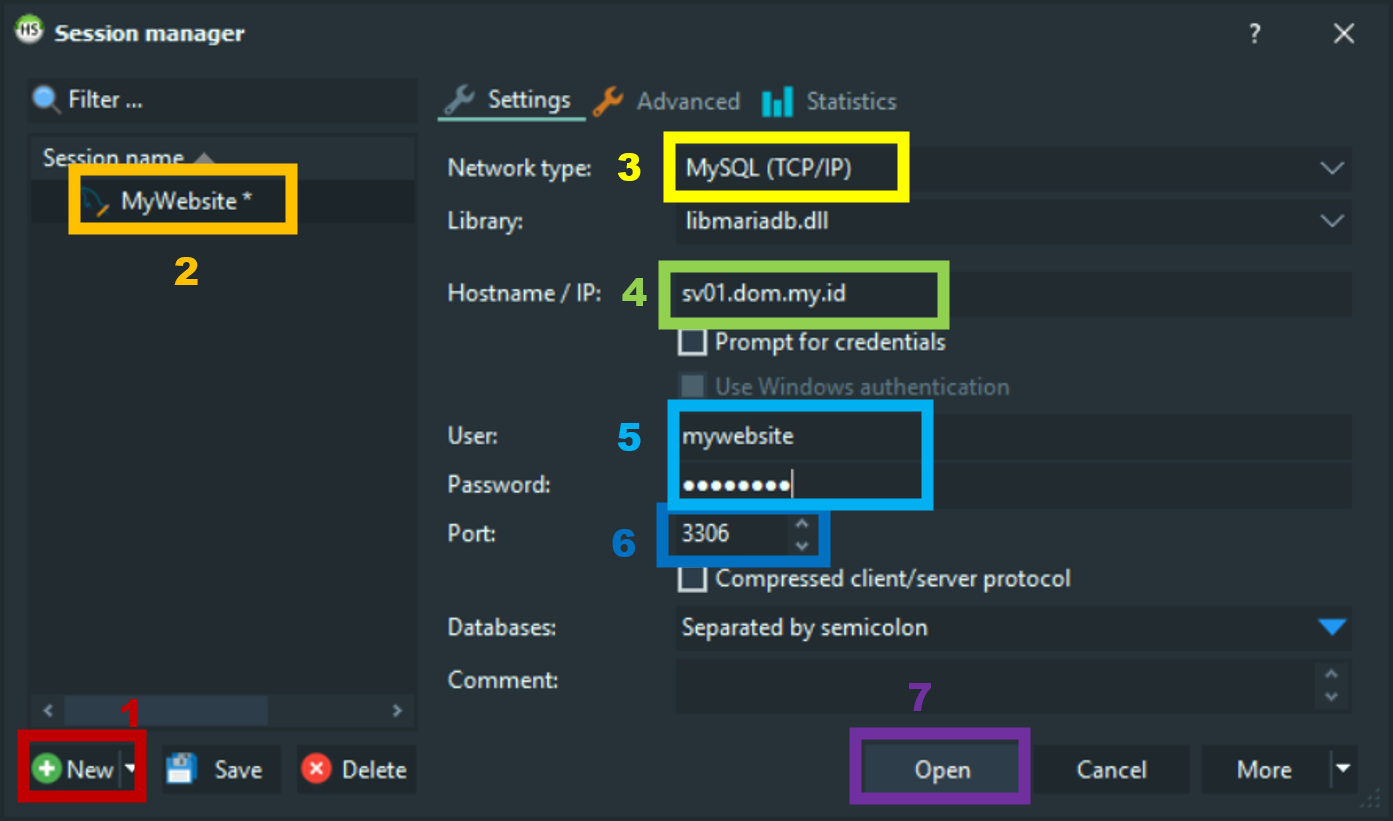 HS Session manager ?
Filter ...
Settings Advanced Statistics
Session name
MyWebsite *
2
Network type: 3 MySQL (TCP/IP)
Library: libmariadb.dll
Hostname / IP: 4 sv01.dom.my.id
Prompt for credentials
Use Windows authentication
User: 5 mywebsite
Password: ••••••••
Port: 6 3306
Compressed client/server protocol
Databases: Separated by semicolon
Comment:
1
7
New Save Delete
Open Cancel More